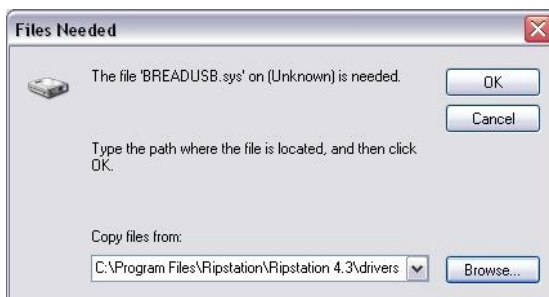 Files Needed
The file 'BREADUSB.sys' on (Unknown) is needed.
OK
Cancel
Type the path where the file is located, and then click
OK.
Copy files from:
C:\Program Files\Ripstation\Ripstation 4.3\drivers
Browse...